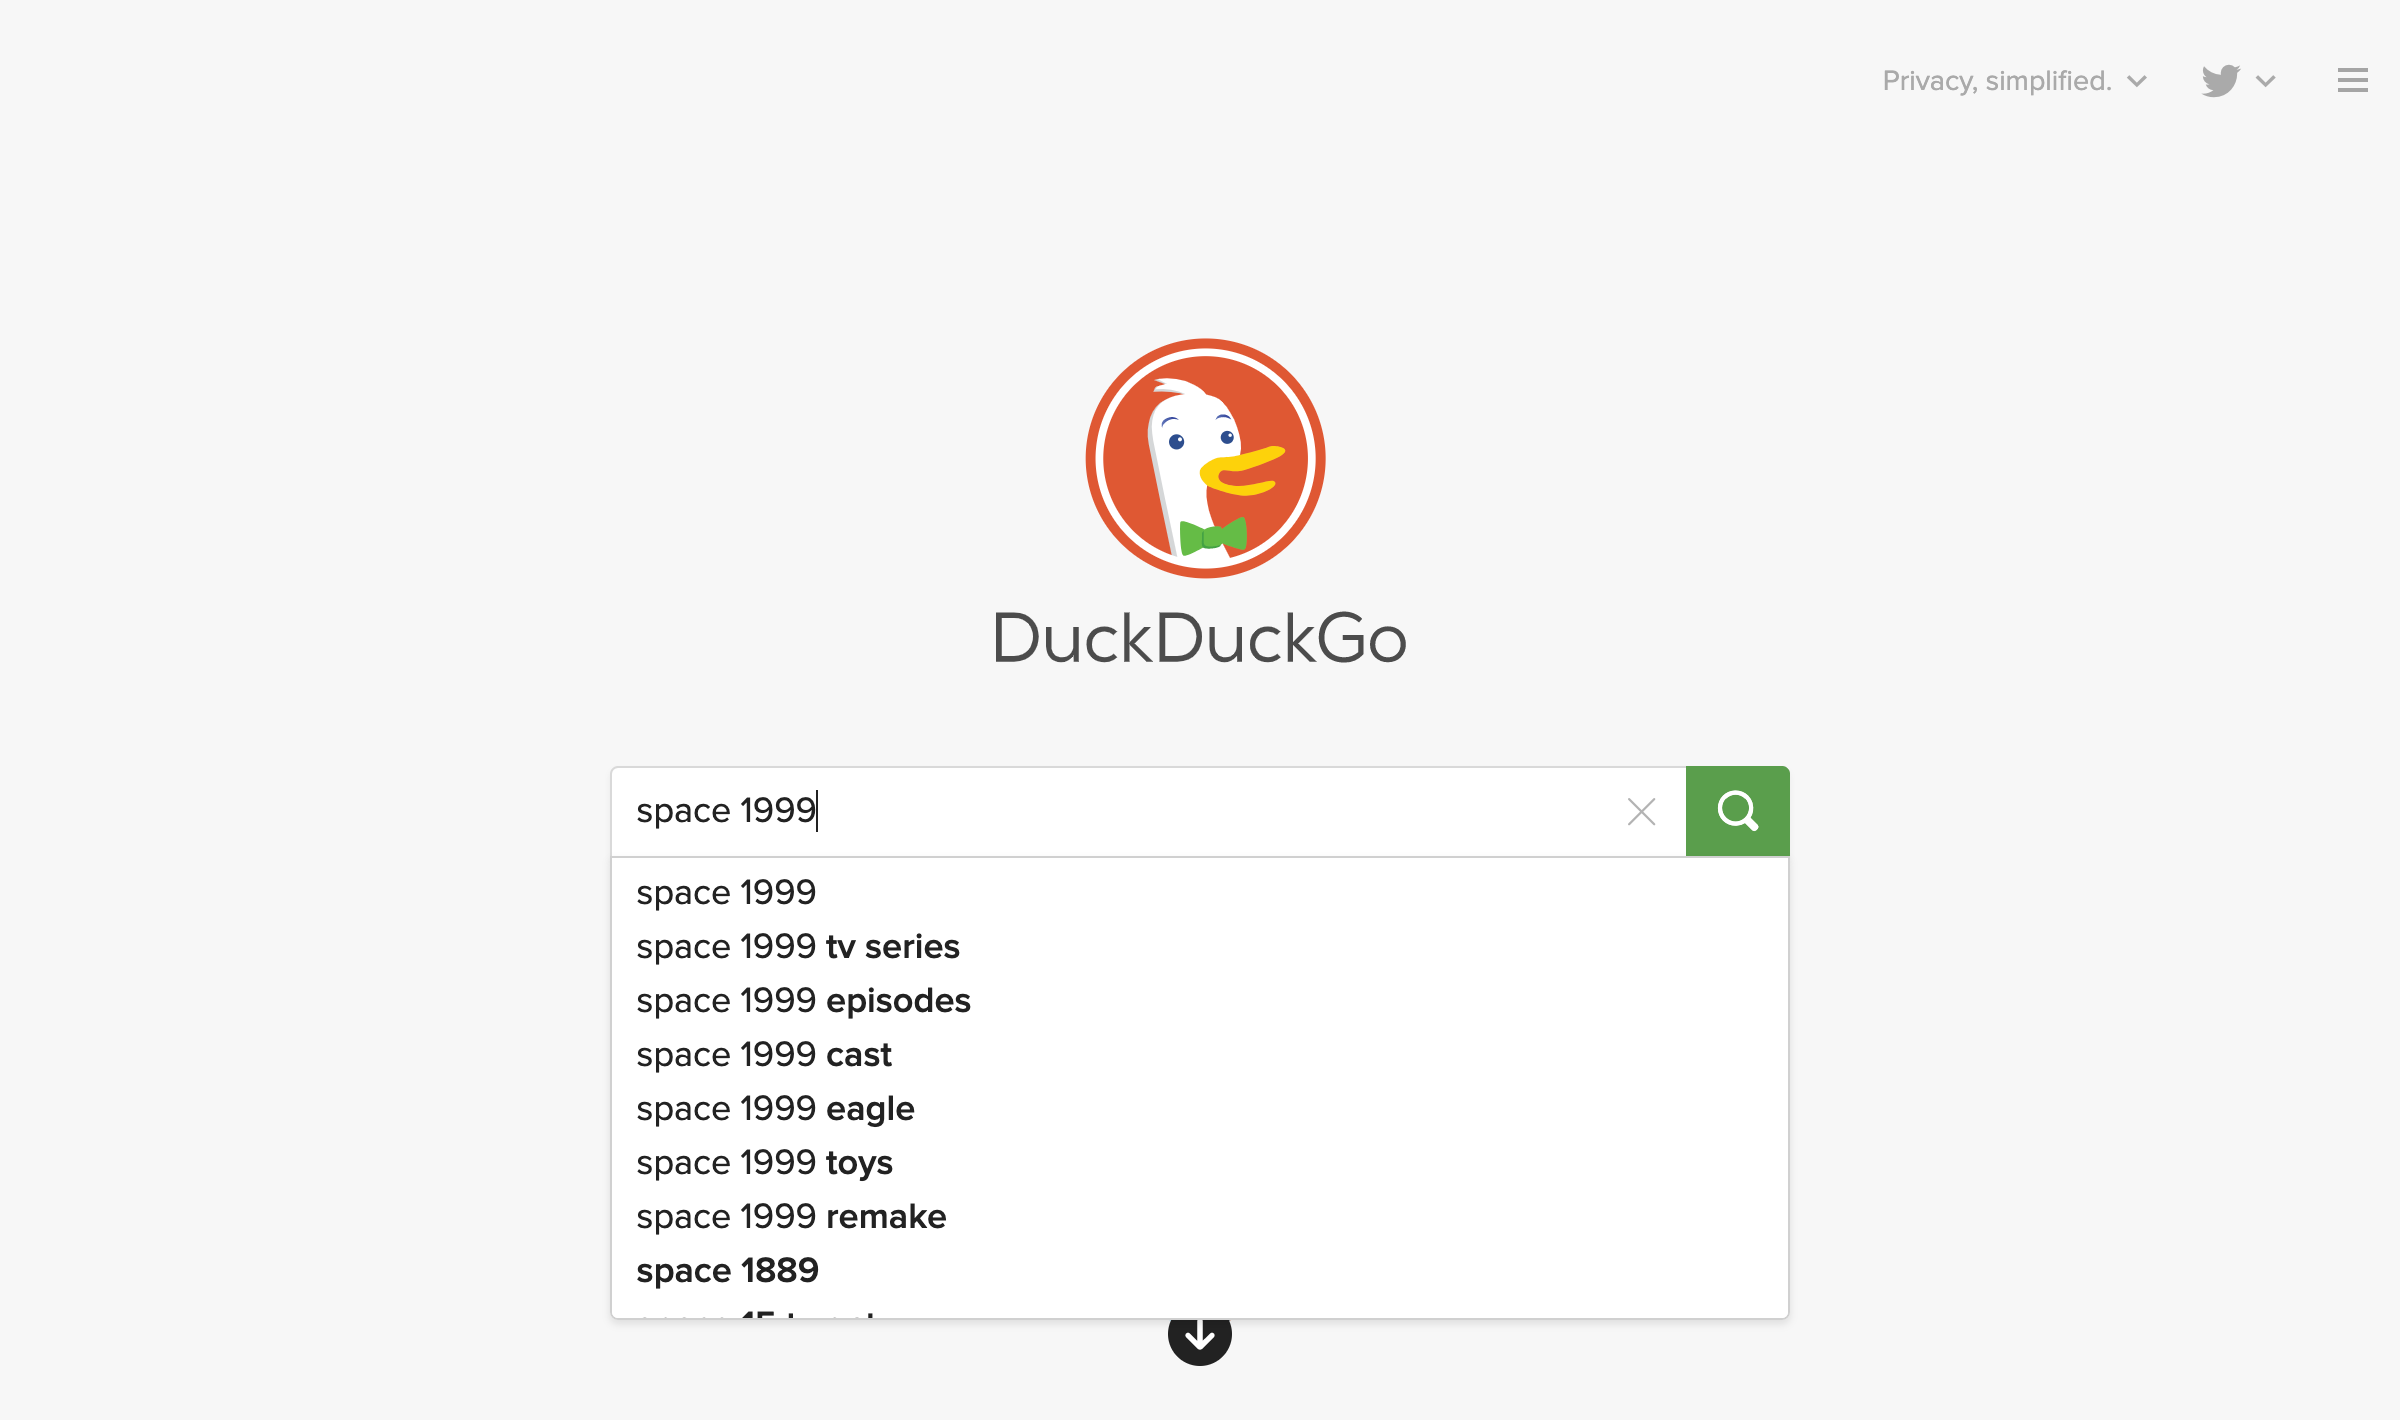 Privacy, simplified.
DuckDuckGo
space 1999
space 1999
space 1999 tv series
space 1999 episodes
space 1999 cast
space 1999 eagle
space 1999 toys
space 1999 remake
space 1889